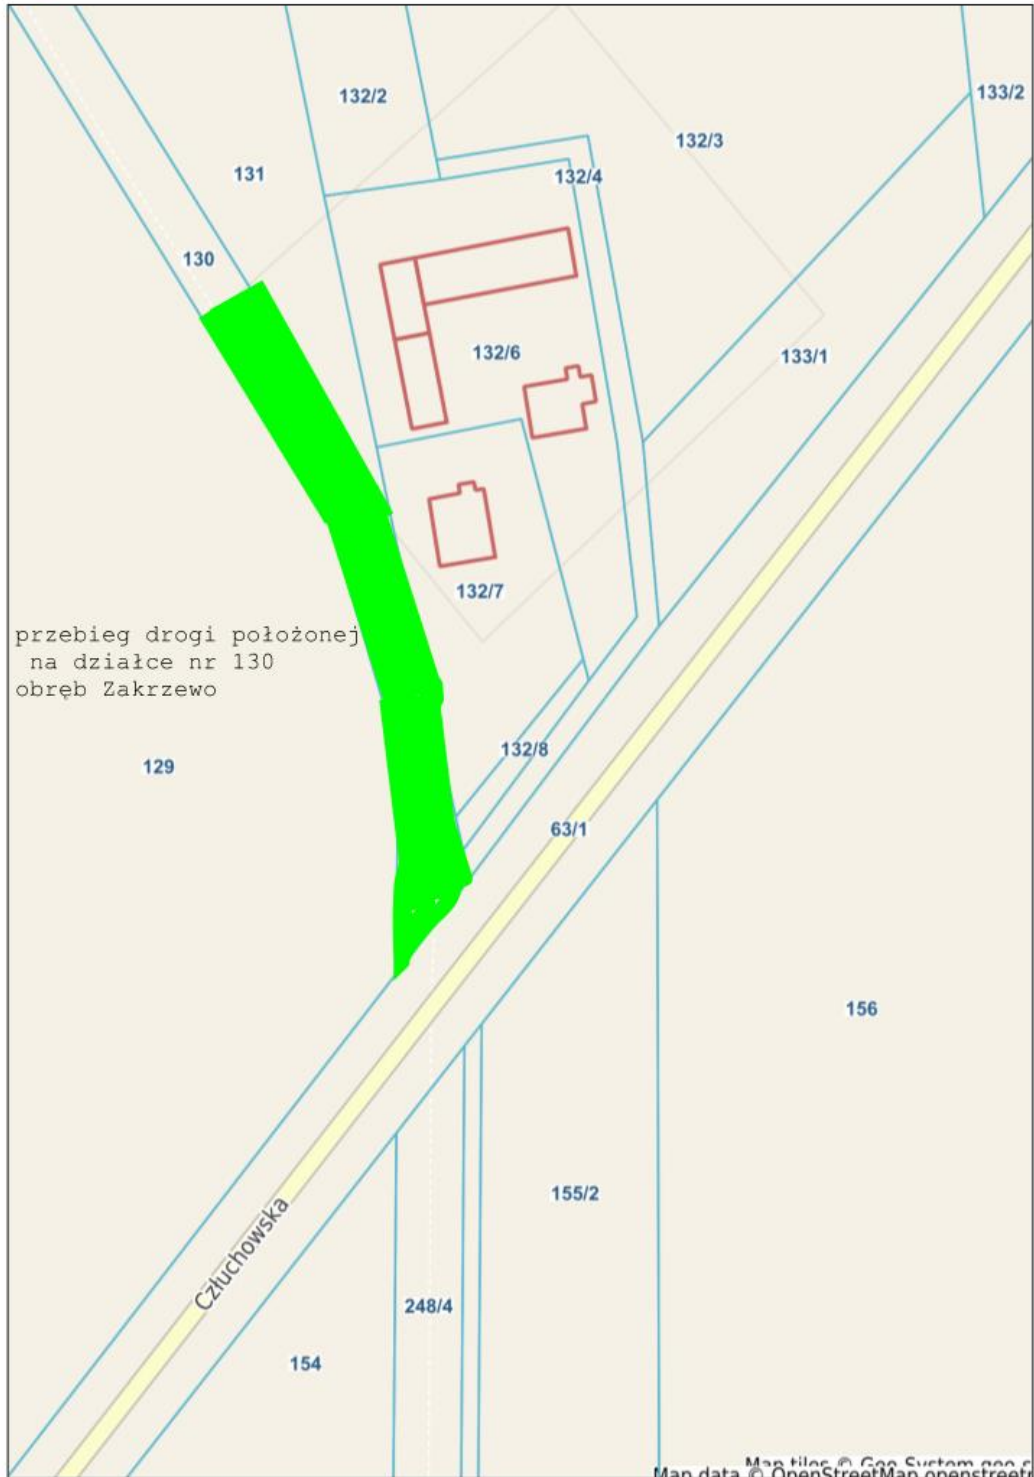 132/2
133/2
132/3
131
132/4
130
132/6
133/1
132/7
przebieg drogi położonej
na działce nr 130
obręb Zakrzewo
132/8
129
63/1
156
155/2
Człuchowska
248/4
154
Map tiles © Geo-System
Map data © OpenStreetMap